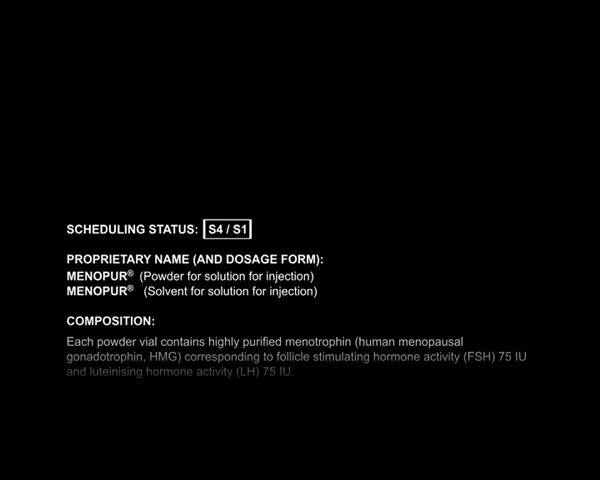 SCHEDULING STATUS: S4 / S1
PROPRIETARY NAME (AND DOSAGE FORM):
MENOPUR® (Powder for solution for injection)
MENOPUR® (Solvent for solution for injection)
COMPOSITION:
Each powder vial contains highly purified menotrophin (human menopausal
gonadotrophin, HMG) corresponding to follicle stimulating hormone activity (FSH) 75 IU
and luteinising hormone activity (LH) 75 IU.